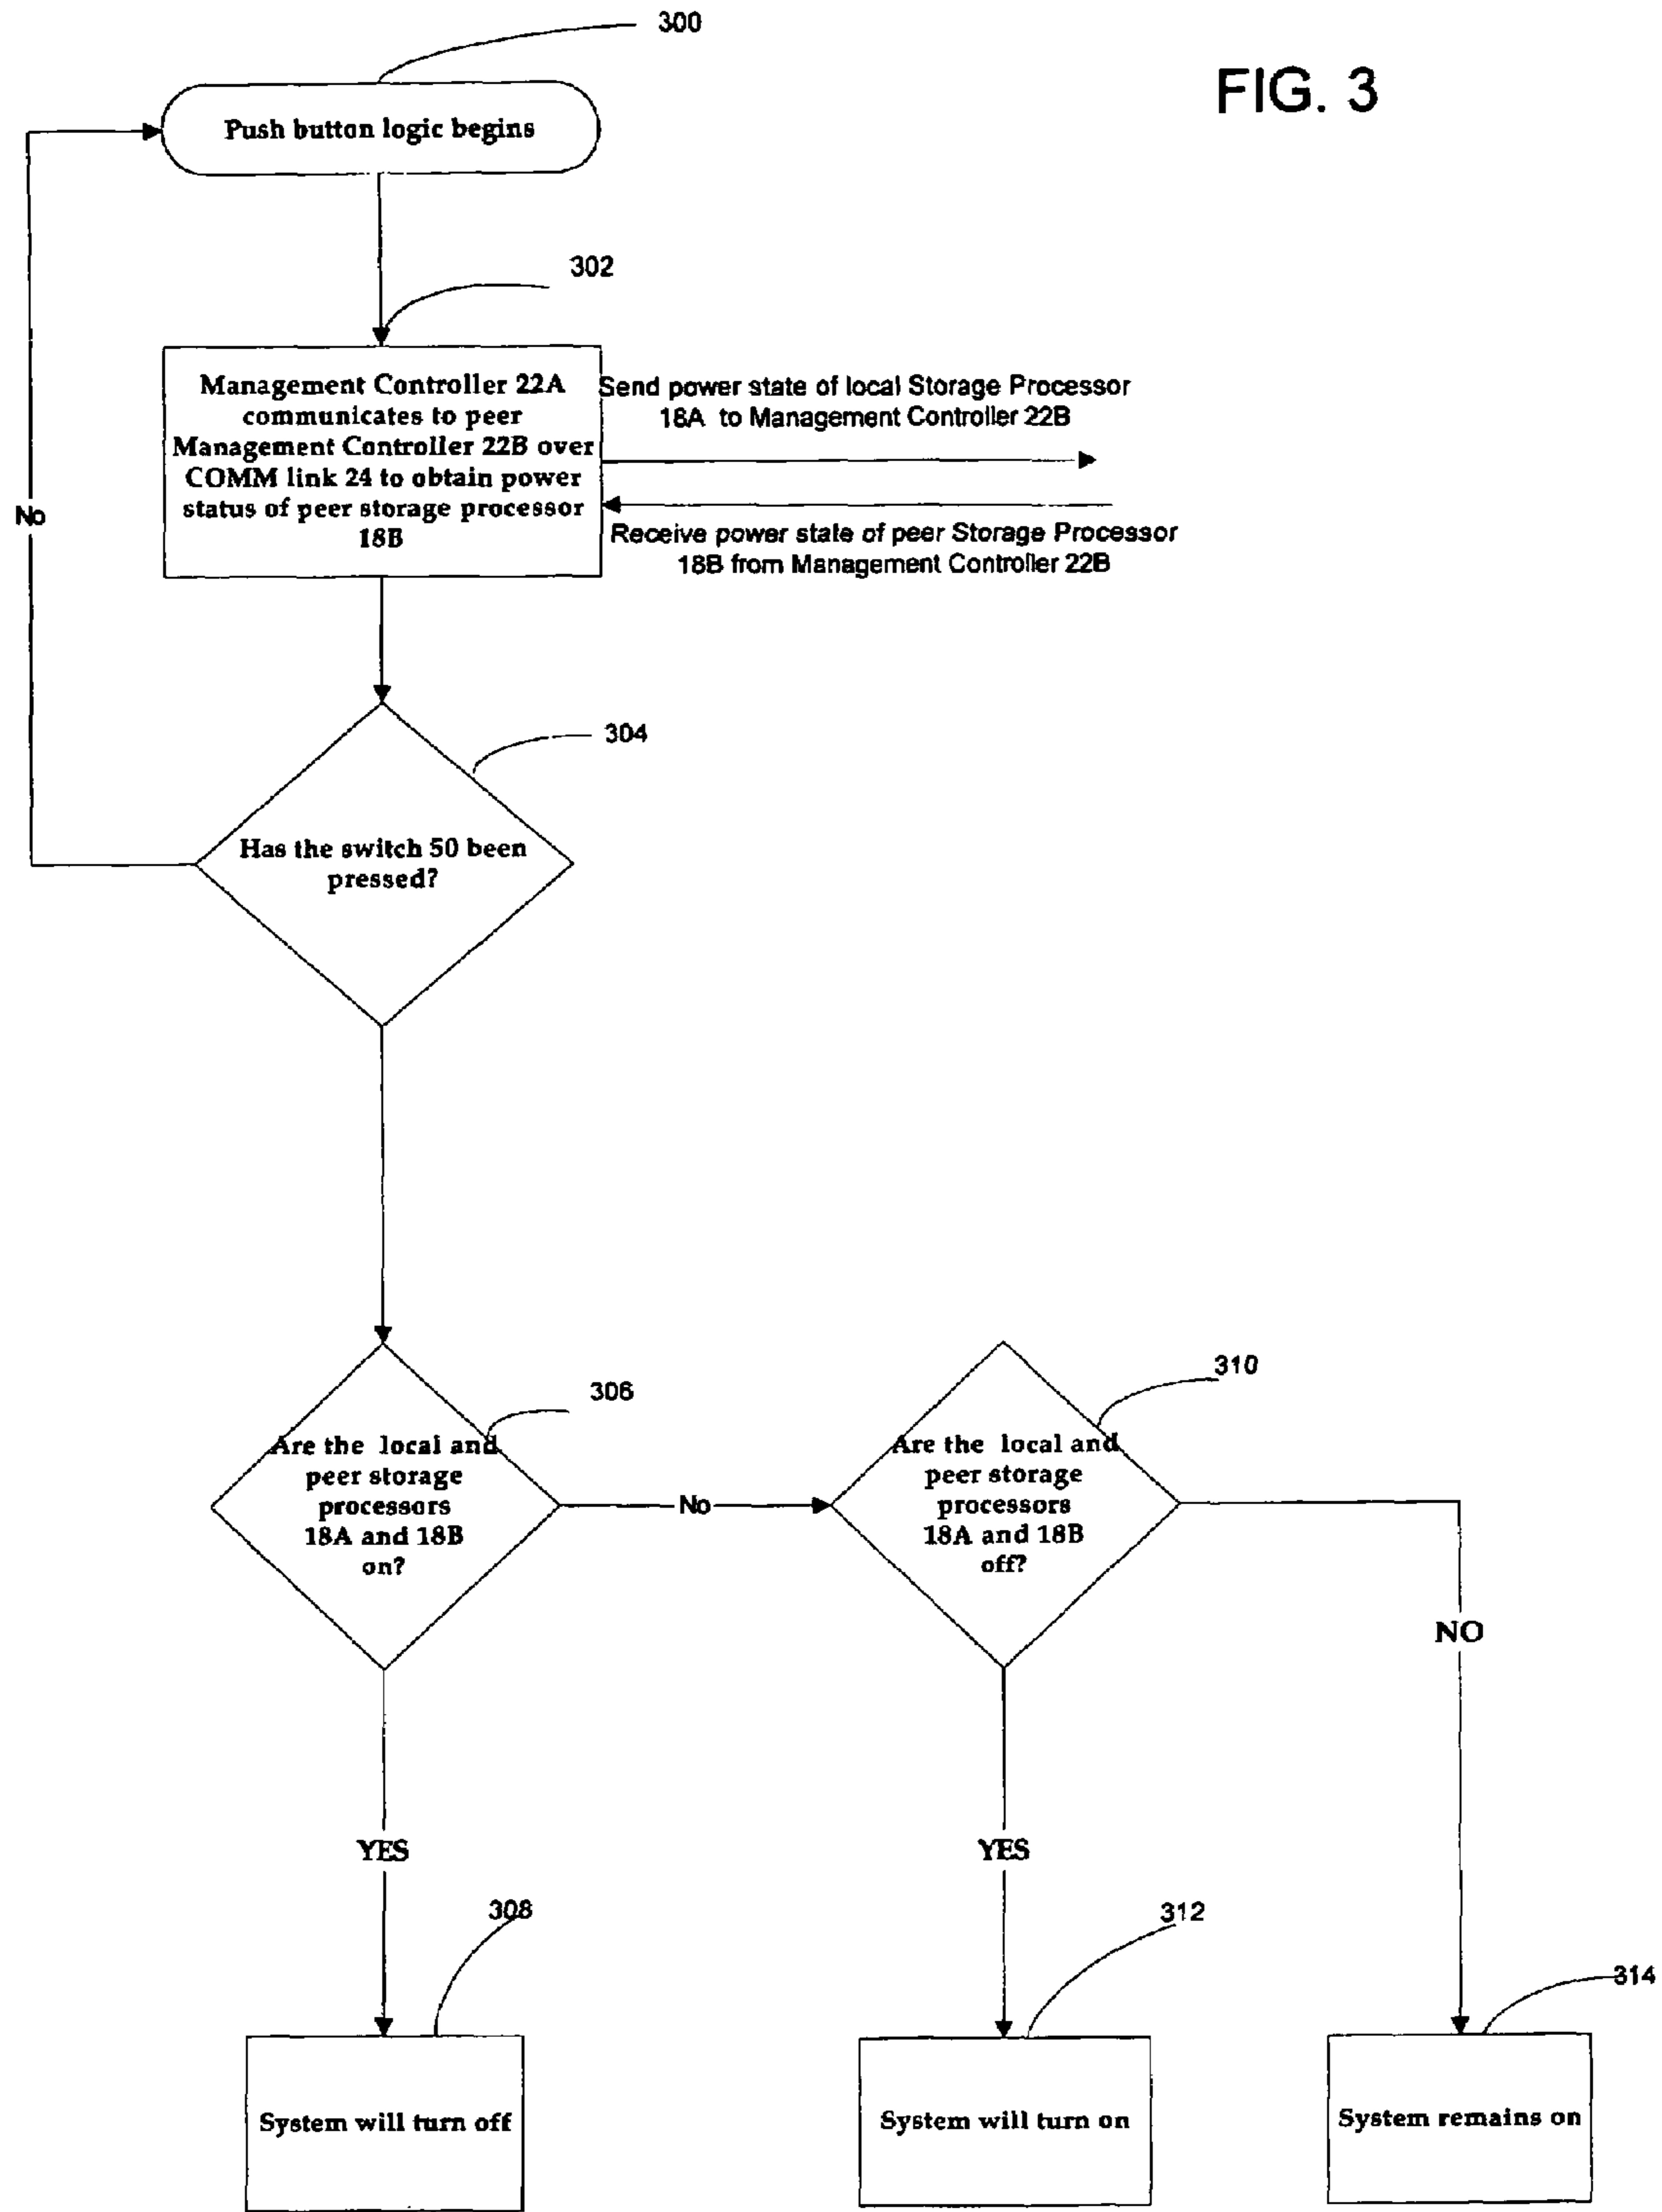 300
FIG. 3
Push button logic begins
302
Management Controller 22A
communicates to peer
Management Controller 22B over
COMM link 24 to obtain power
status of peer storage processor
18B
Send power state of local Storage Processor
18A to Management Controller 22B
Receive power state of peer Storage Processor
18B from Management Controller 22B
No
304
Has the switch 50 been
pressed?
306
Are the local and
peer storage
processors
18A and 18B
on?
No
310
Are the local and
peer storage
processors
18A and 18B
off?
NO
YES
YES
308
312
314
System will turn off
System will turn on
System remains on